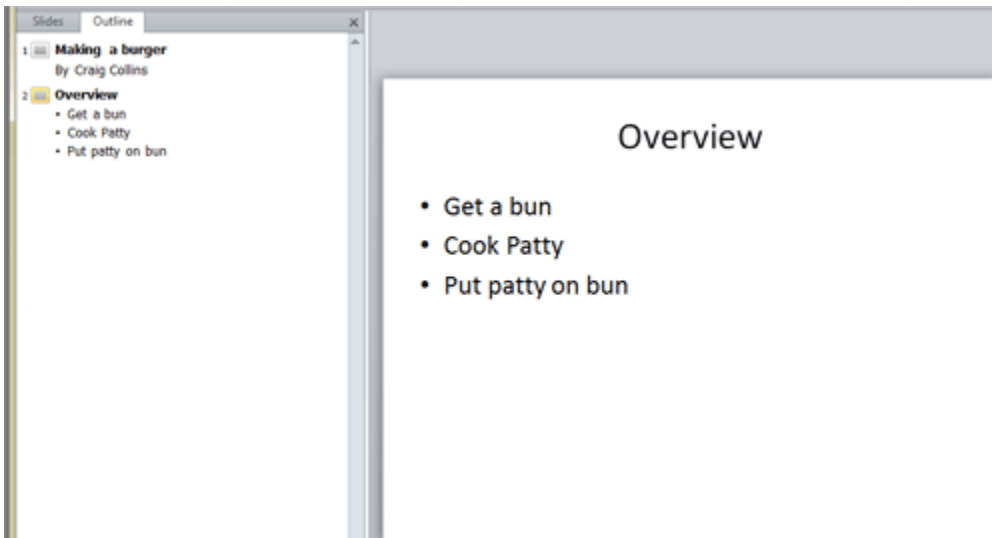 Slides Outline
1 Making a burger
By Craig Collins
2 Overview
• Get a bun
• Cook Patty
• Put patty on bun
Overview
• Get a bun
• Cook Patty
• Put patty on bun